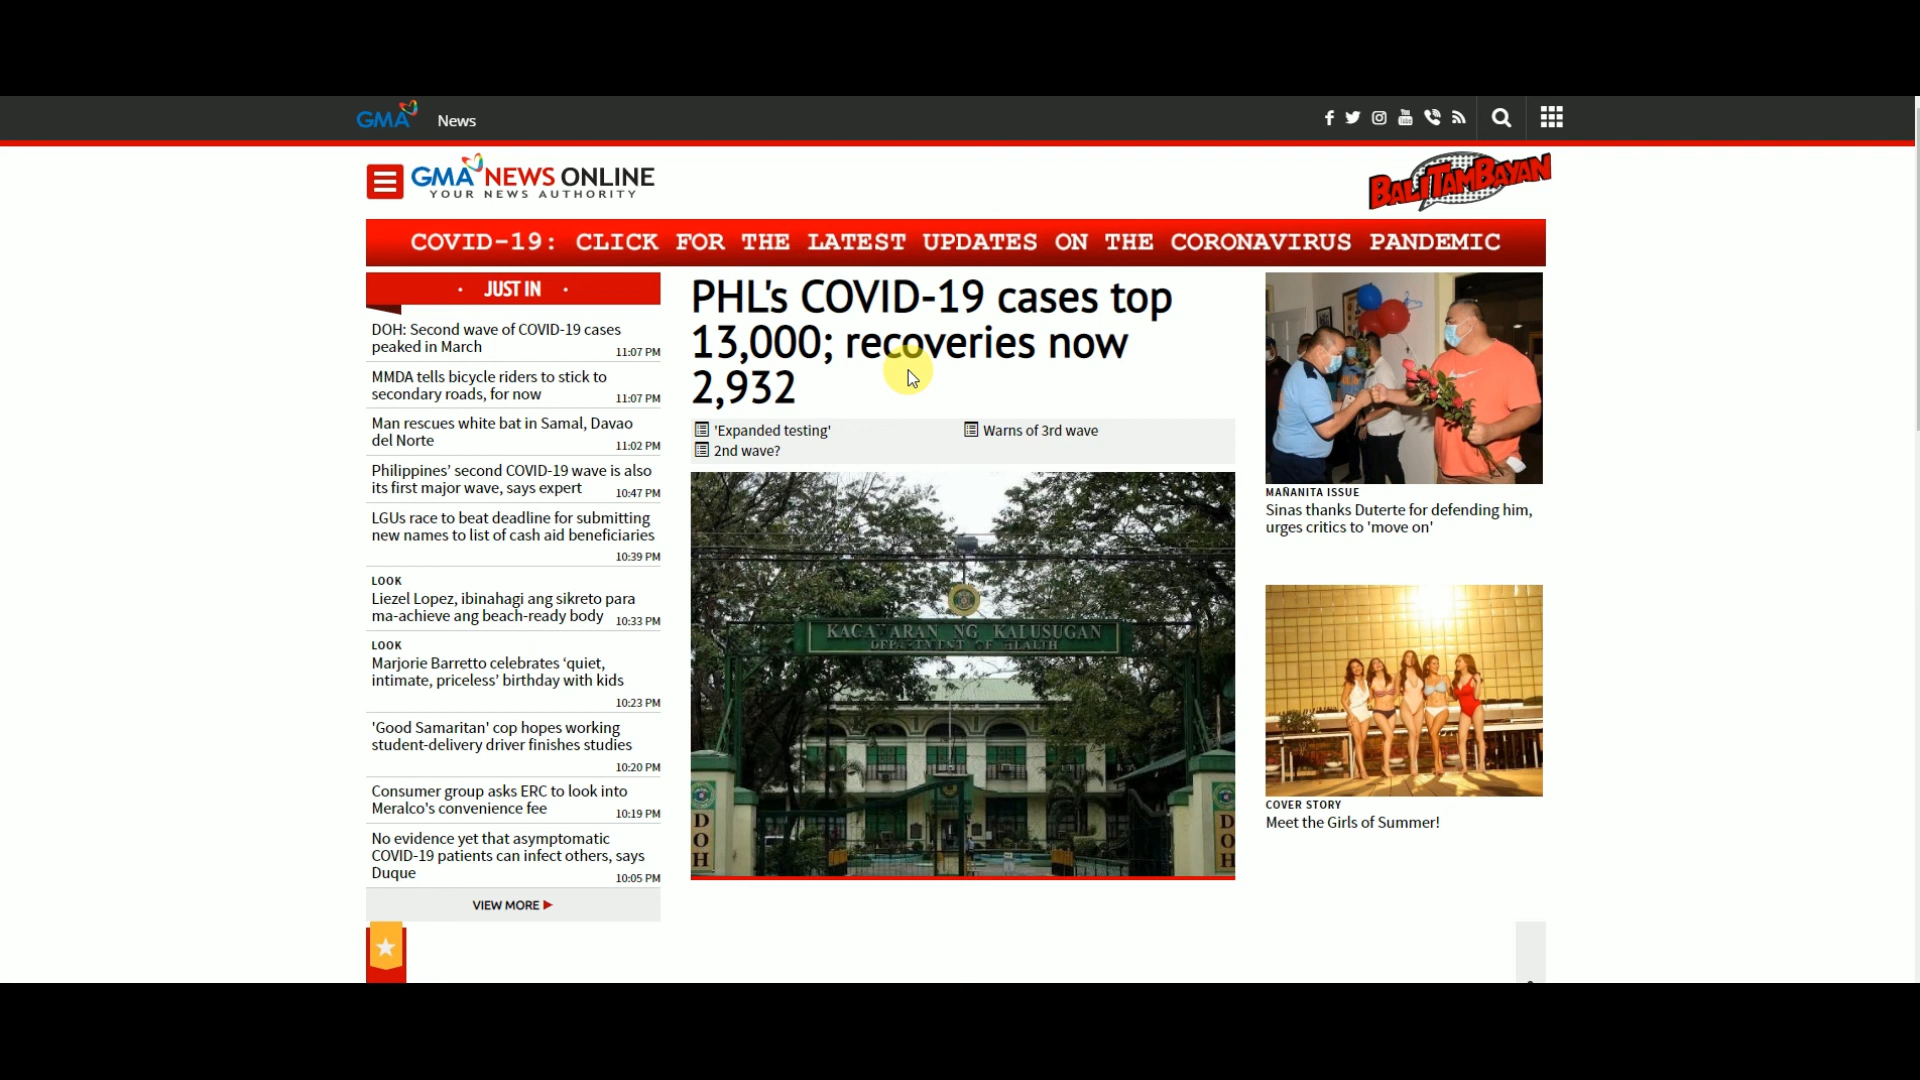 GMA News
GMA NEWS ONLINE
YOUR NEWS AUTHORITY
BALITAMBAYAN
COVID-19: CLICK FOR THE LATEST UPDATES ON THE CORONAVIRUS PANDEMIC
· JUST IN ·
DOH: Second wave of COVID-19 cases
peaked in March
11:07 PM
MMDA tells bicycle riders to stick to
secondary roads, for now
11:07 PM
Man rescues white bat in Samal, Davao
del Norte
11:02 PM
Philippines’ second COVID-19 wave is also
its first major wave, says expert
10:47 PM
LGUs race to beat deadline for submitting
new names to list of cash aid beneficiaries
10:39 PM
LOOK
Liezel Lopez, ibinahagi ang sikreto para
ma-achieve ang beach-ready body
10:33 PM
LOOK
Marjorie Barretto celebrates ‘quiet,
intimate, priceless’ birthday with kids
10:23 PM
'Good Samaritan' cop hopes working
student-delivery driver finishes studies
10:20 PM
Consumer group asks ERC to look into
Meralco's convenience fee
10:19 PM
No evidence yet that asymptomatic
COVID-19 patients can infect others, says
Duque
10:05 PM
VIEW MORE
PHL's COVID-19 cases top
13,000; recoveries now
2,932
'Expanded testing'
Warns of 3rd wave
2nd wave?
KAGAWARAN NG KALUSUGAN
DEPARTMENT OF HEALTH
DOH
DOH
MAÑANITA ISSUE
Sinas thanks Duterte for defending him,
urges critics to 'move on'
COVER STORY
Meet the Girls of Summer!